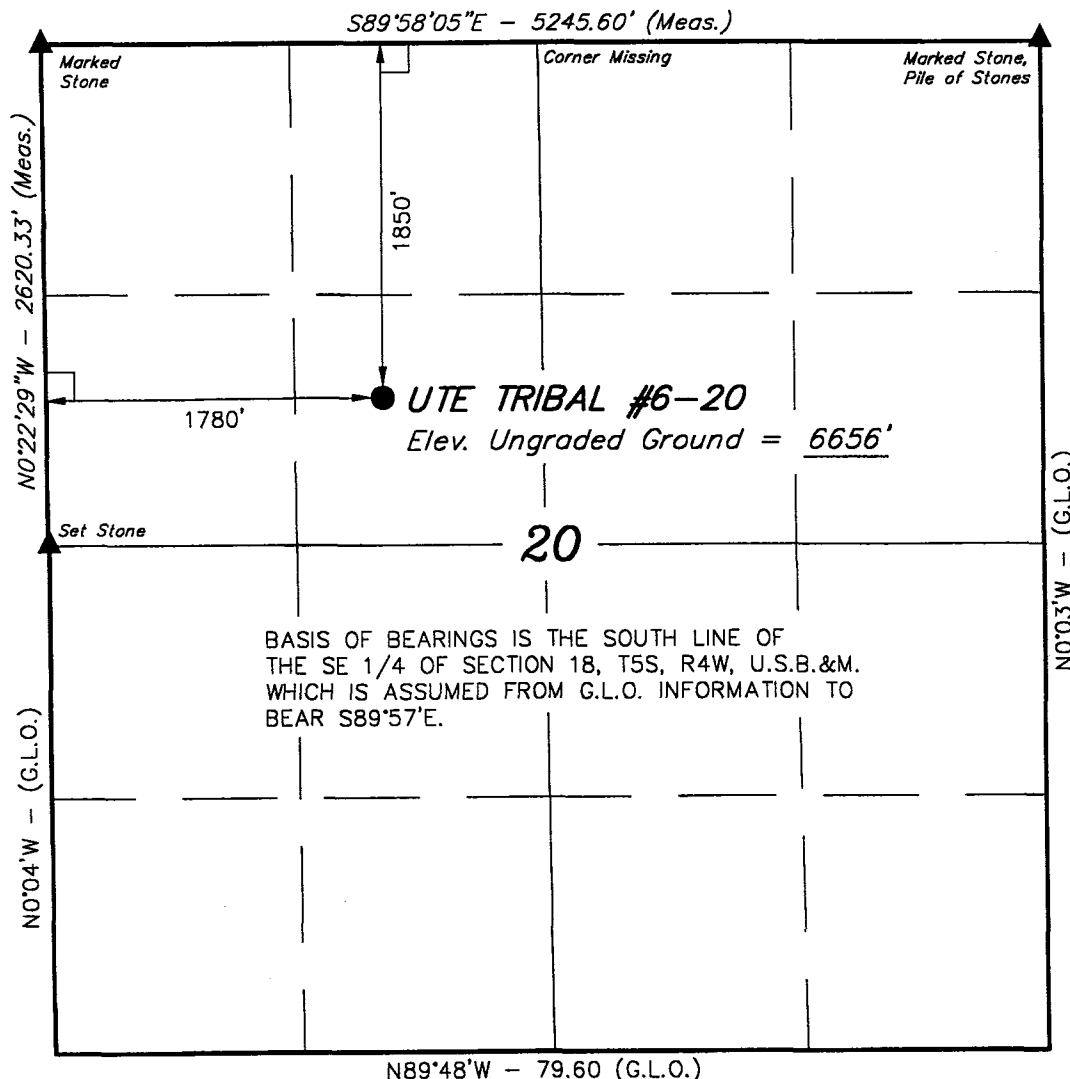 S89°58'05"E - 5245.60' (Meas.)
Marked
Stone
Corner Missing
Marked Stone,
Pile of Stones
N0°22'29"W - 2620.33' (Meas.)
1850'
1780'
UTE TRIBAL #6-20
Elev. Ungraded Ground = 6656'
Set Stone
20
N0°03'W - (G.L.O.)
BASIS OF BEARINGS IS THE SOUTH LINE OF
THE SE 1/4 OF SECTION 18, T5S, R4W, U.S.B.&M.
WHICH IS ASSUMED FROM G.L.O. INFORMATION TO
BEAR S89°57'E.
N0°04'W - (G.L.O.)
N89°48'W - 79.60 (G.L.O.)